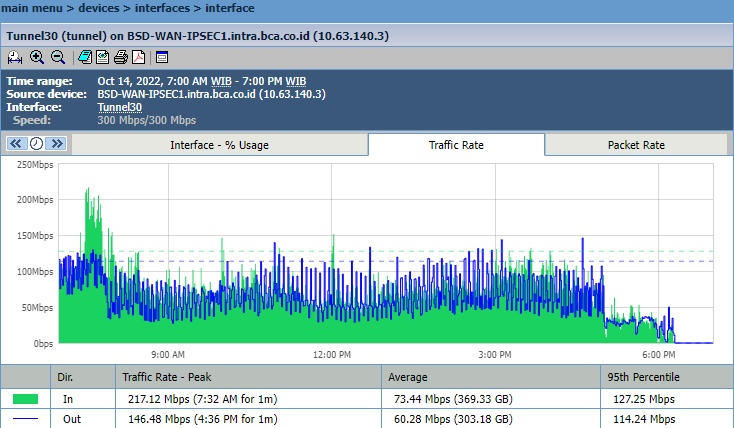 main menu > devices > interfaces > interface
Tunnel30 (tunnel) on BSD-WAN-IPSEC1.intra.bca.co.id (10.63.140.3)
Time range: Oct 14, 2022, 7:00 AM WIB - 7:00 PM WIB
Source device: BSD-WAN-IPSEC1.intra.bca.co.id (10.63.140.3)
Interface: Tunnel30
Speed: 300 Mbps/300 Mbps
Interface - % Usage Traffic Rate Packet Rate
250Mbps
200Mbps
150Mbps
100Mbps
50Mbps
0bps
9:00 AM 12:00 PM 3:00 PM 6:00 PM
Dir. Traffic Rate - Peak Average 95th Percentile
In 217.12 Mbps (7:32 AM for 1m) 73.44 Mbps (369.33 GB) 127.25 Mbps
Out 146.48 Mbps (4:36 PM for 1m) 60.28 Mbps (303.18 GB) 114.24 Mbps